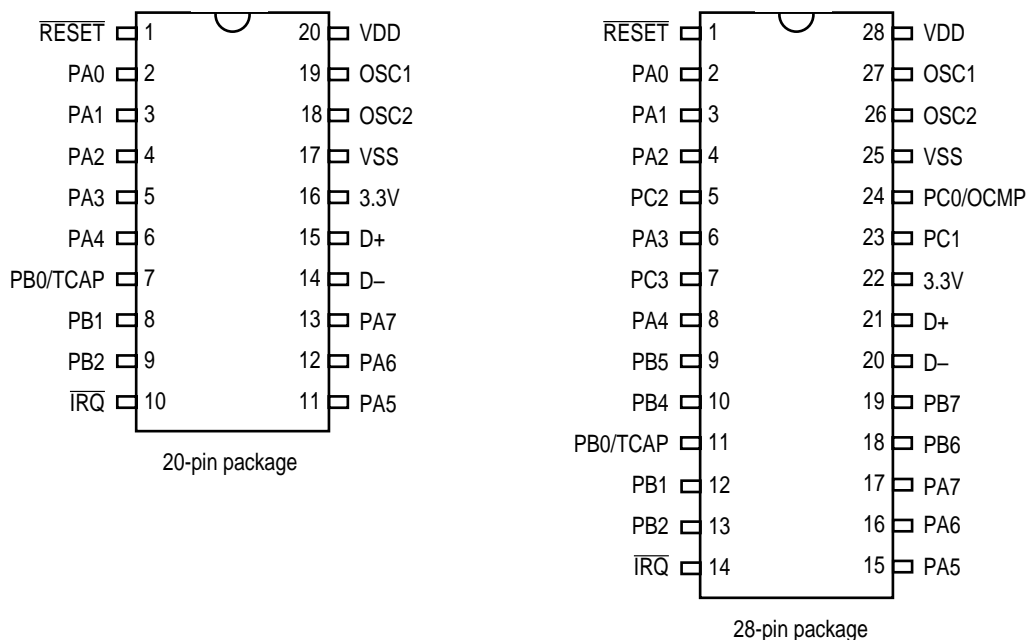 RESET 1 20 VDD
PA0 2 19 OSC1
PA1 3 18 OSC2
PA2 4 17 VSS
PA3 5 16 3.3V
PA4 6 15 D+
PB0/TCAP 7 14 D–
PB1 8 13 PA7
PB2 9 12 PA6
IRQ 10 11 PA5
20-pin package
RESET 1 28 VDD
PA0 2 27 OSC1
PA1 3 26 OSC2
PA2 4 25 VSS
PC2 5 24 PC0/OCMP
PA3 6 23 PC1
PC3 7 22 3.3V
PA4 8 21 D+
PB5 9 20 D–
PB4 10 19 PB7
PB0/TCAP 11 18 PB6
PB1 12 17 PA7
PB2 13 16 PA6
IRQ 14 15 PA5
28-pin package